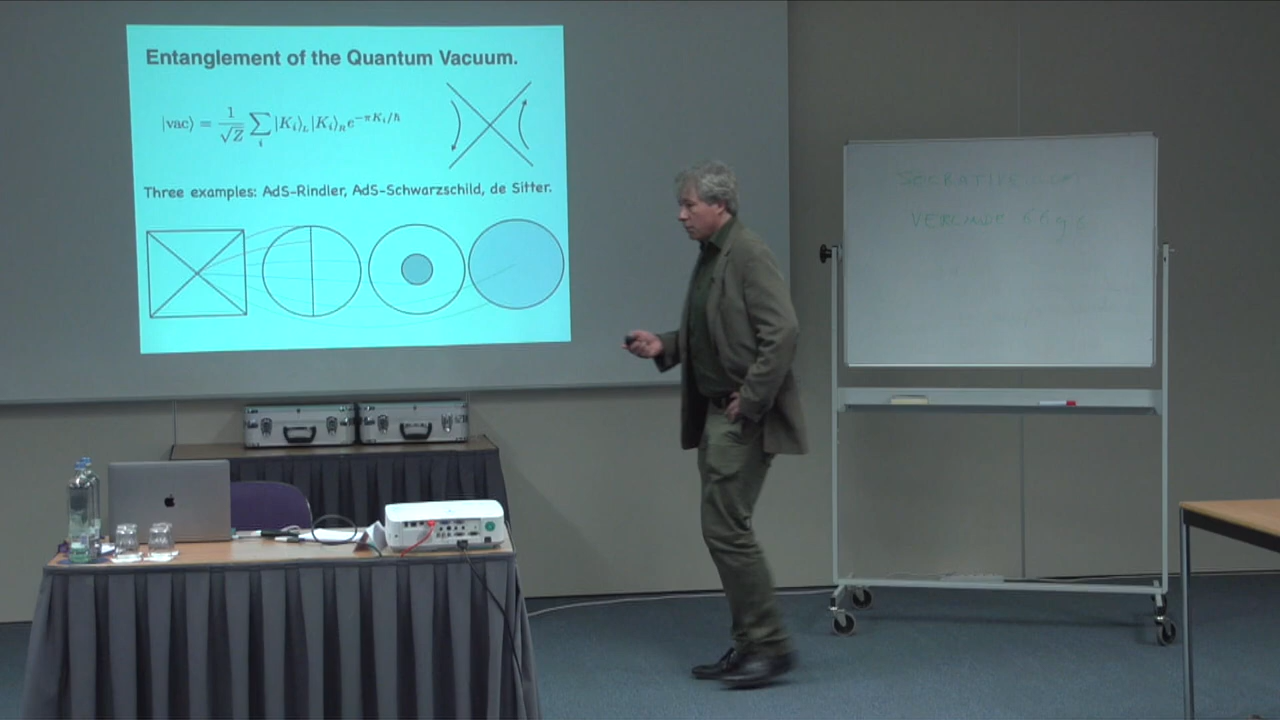 Entanglement of the Quantum Vacuum.
|vac⟩ = 1/√Z ∑ᵢ |Kᵢ⟩_L |Kᵢ⟩_R e^{−πKᵢ/ħ}
Three examples: AdS-Rindler, AdS-Schwarzschild, de Sitter.